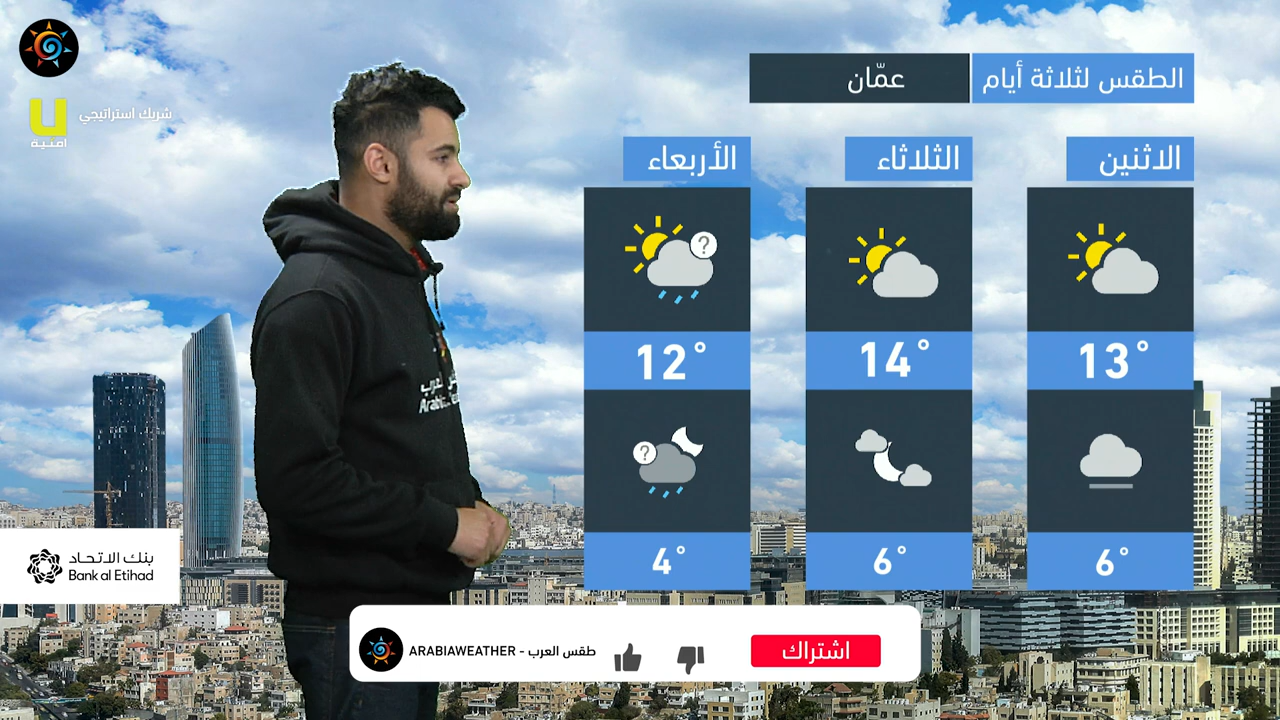 الطقس لثلاثة أيام
عمّان
شريك استراتيجي
امنية
الاثنين
الثلاثاء
الأربعاء
?
13°
14°
12°
?
6°
6°
4°
بنك الاتحاد
Bank al Etihad
ARABIAWEATHER - طقس العرب
اشتراك